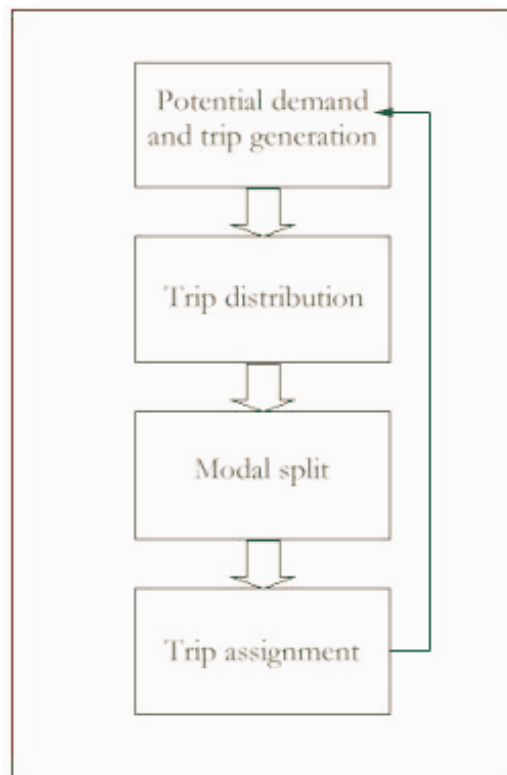 Potential demand
and trip generation
Trip distribution
Modal split
Trip assignment